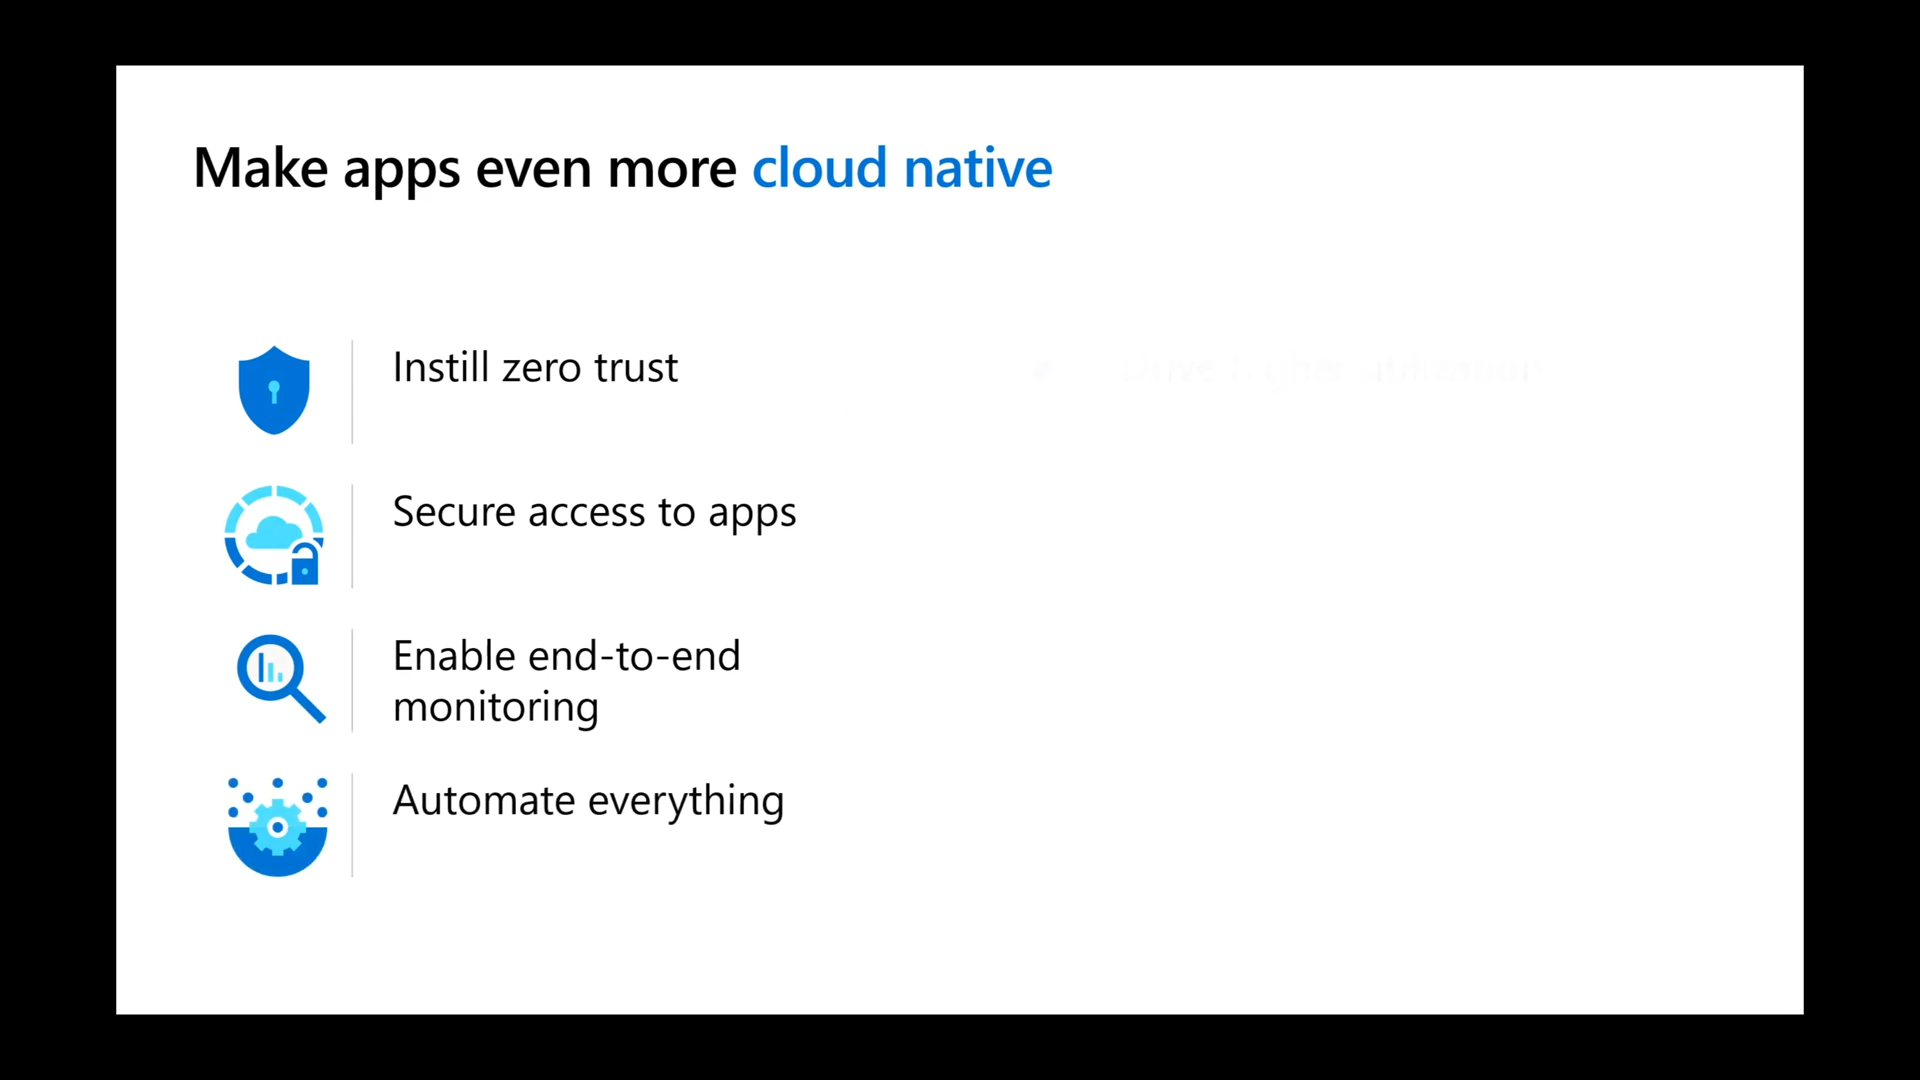 Make apps even more cloud native
Instill zero trust
Secure access to apps
Enable end-to-end
monitoring
Automate everything